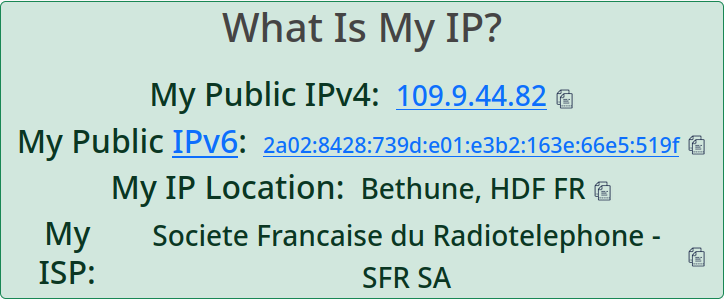 What Is My IP?
My Public IPv4: 109.9.44.82
My Public IPv6: 2a02:8428:739d:e01:e3b2:163e:66e5:519f
My IP Location: Bethune, HDF FR
My ISP: Societe Francaise du Radiotelephone - SFR SA